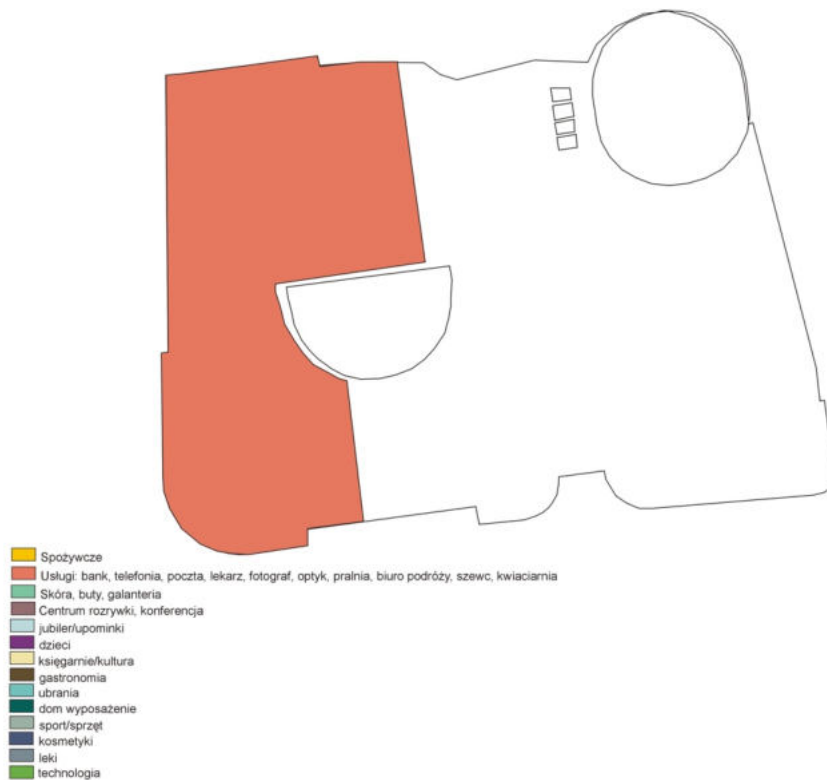 Spożywcze
Usługi: bank, telefonia, poczta, lekarz, fotograf, optyk, pralnia, biuro podróży, szewc, kwiaciarnia
Skóra, buty, galanteria
Centrum rozrywki, konferencja
jubiler/upominki
dzieci
księgarnie/kultura
gastronomia
ubrania
dom wyposażenie
sport/sprzęt
kosmetyki
leki
technologia